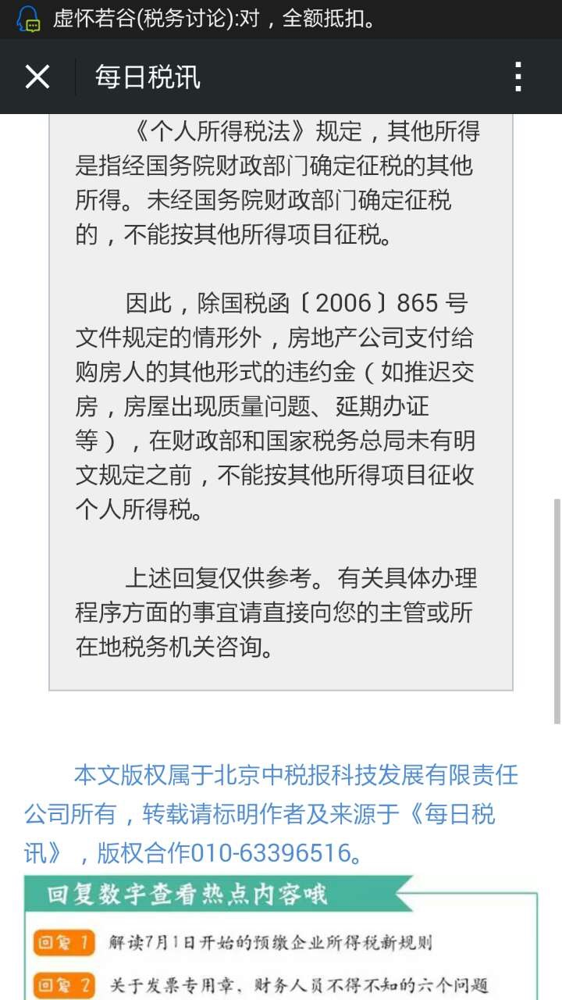 虚怀若谷(税务讨论):对，全额抵扣。
每日税讯
《个人所得税法》规定，其他所得
是指经国务院财政部门确定征税的其他
所得。未经国务院财政部门确定征税
的，不能按其他所得项目征税。
因此，除国税函〔2006〕865 号
文件规定的情形外，房地产公司支付给
购房人的其他形式的违约金（如推迟交
房，房屋出现质量问题、延期办证
等），在财政部和国家税务总局未有明
文规定之前，不能按其他所得项目征收
个人所得税。
上述回复仅供参考。有关具体办理
程序方面的事宜请直接向您的主管或所
在地税务机关咨询。
本文版权属于北京中税报科技发展有限责任
公司所有，转载请标明作者及来源于《每日税
讯》，版权合作010-63396516。
回复数字查看热点内容哦
回复 1 解读7月1日开始的预缴企业所得税新规则
回复 2 关于发票专用章，财务人员不得不知的六个问题